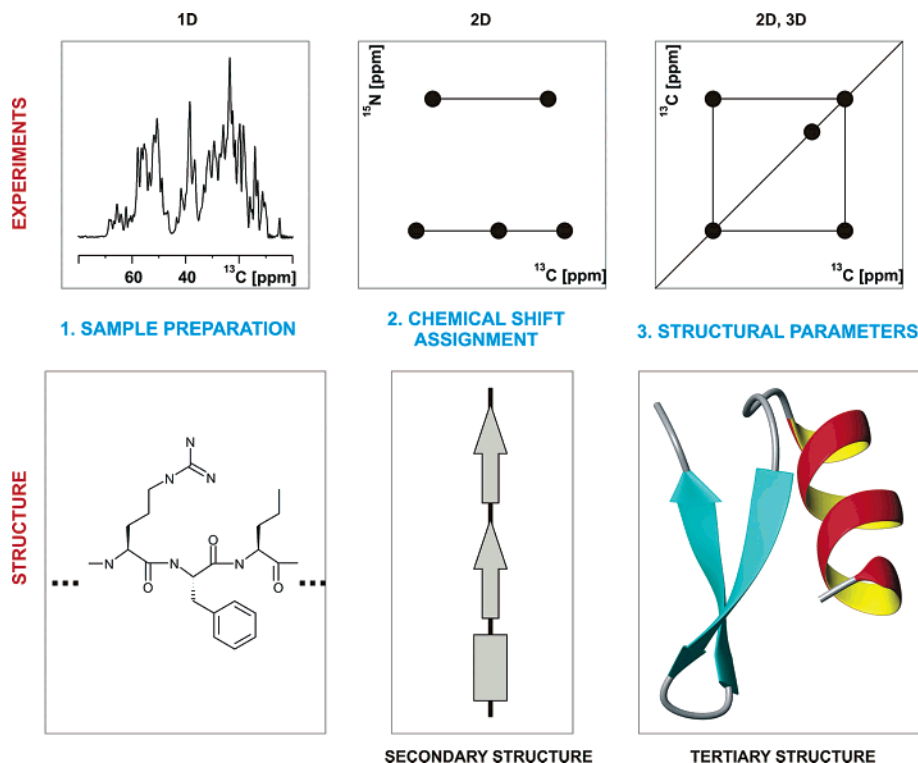 1D
2D
2D, 3D
EXPERIMENTS
60
40
¹³C [ppm]
¹⁵N [ppm]
¹³C [ppm]
¹³C [ppm]
¹³C [ppm]
1. SAMPLE PREPARATION
2. CHEMICAL SHIFT
ASSIGNMENT
3. STRUCTURAL PARAMETERS
STRUCTURE
N
N
N
N
O
N
O
N
O
SECONDARY STRUCTURE
TERTIARY STRUCTURE